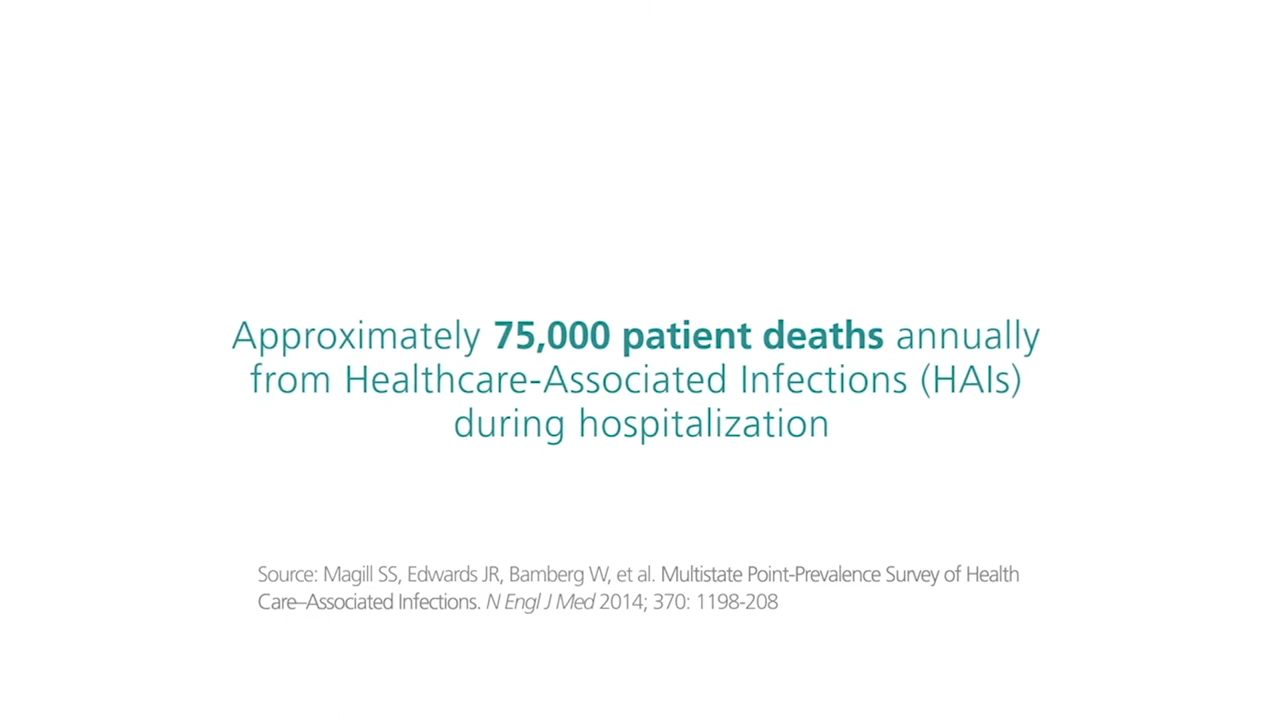 Approximately 75,000 patient deaths annually
from Healthcare-Associated Infections (HAIs)
during hospitalization
Source: Magill SS, Edwards JR, Bamberg W, et al. Multistate Point-Prevalence Survey of Health
Care–Associated Infections. N Engl J Med 2014; 370: 1198-208